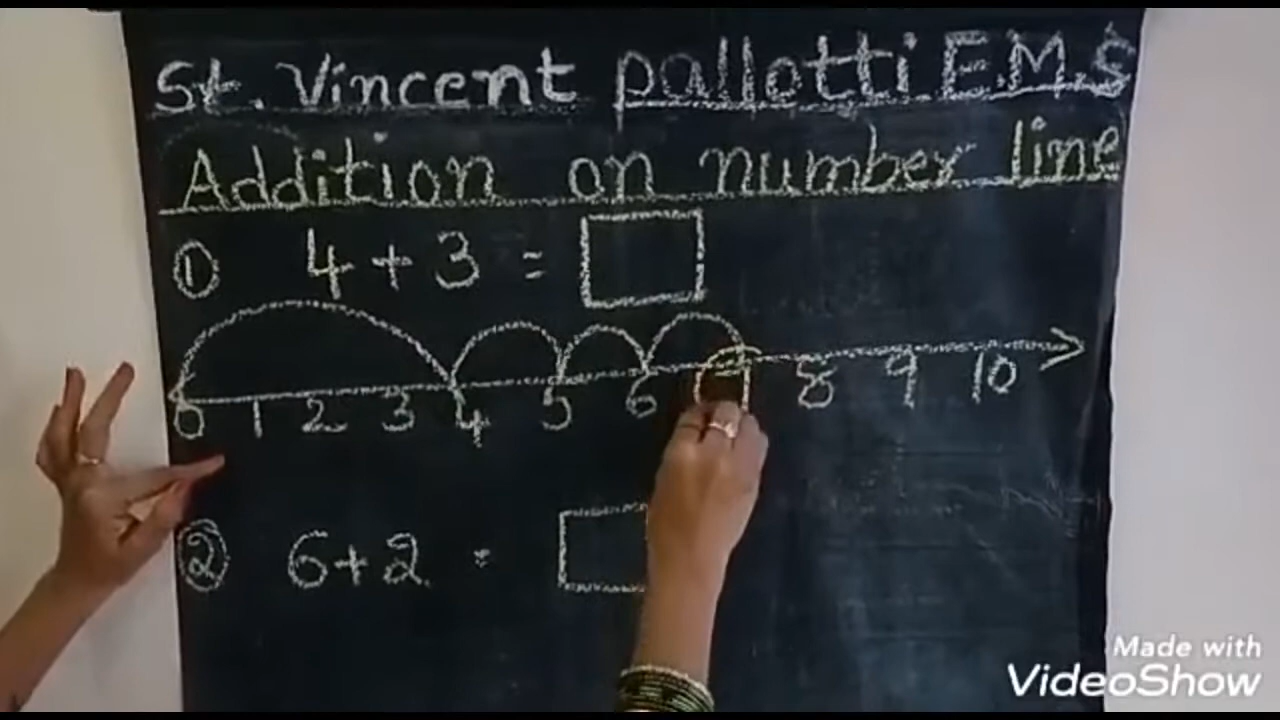 St. Vincent pallotti E.M.S
Addition on number line
① 4 + 3 =
0 1 2 3 4 5 6 8 9 10
② 6 + 2 =
Made with
VideoShow